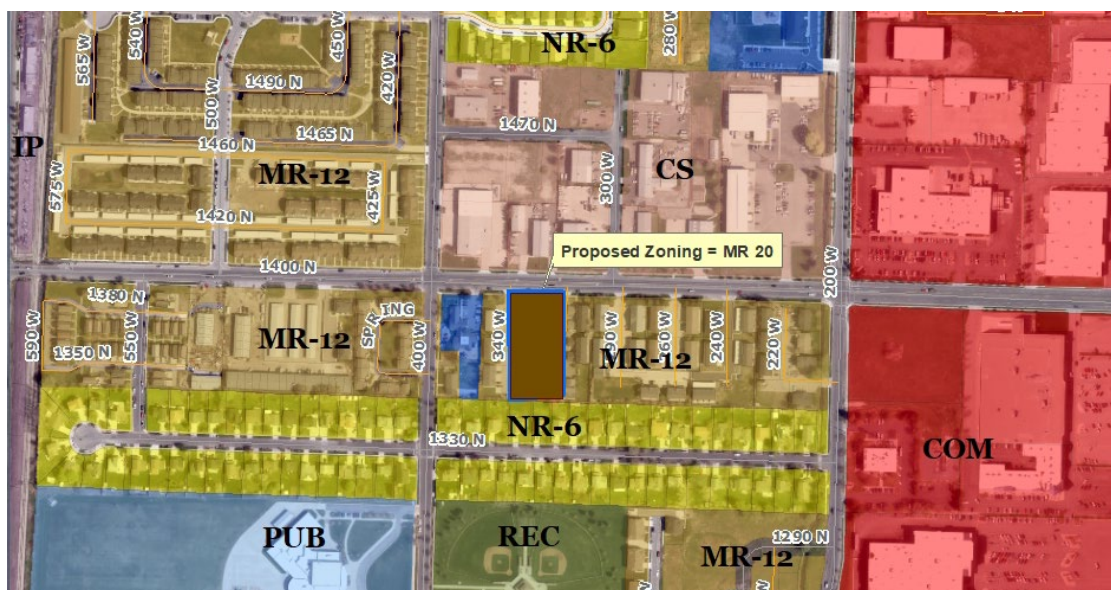 NR-6
280 W
565 W
540 W
450 W
420 W
1490 N
500 W
1465 N
1460 N
1470 N
IP
MR-12
CS
300 W
575 W
425 W
1420 N
Proposed Zoning = MR 20
1400 N
200 W
1380 N
SPRING
590 W
1350 N
550 W
MR-12
400 W
340 W
MR-12
260 W
240 W
220 W
NR-6
1330 N
COM
PUB
REC
MR-12
1290 N